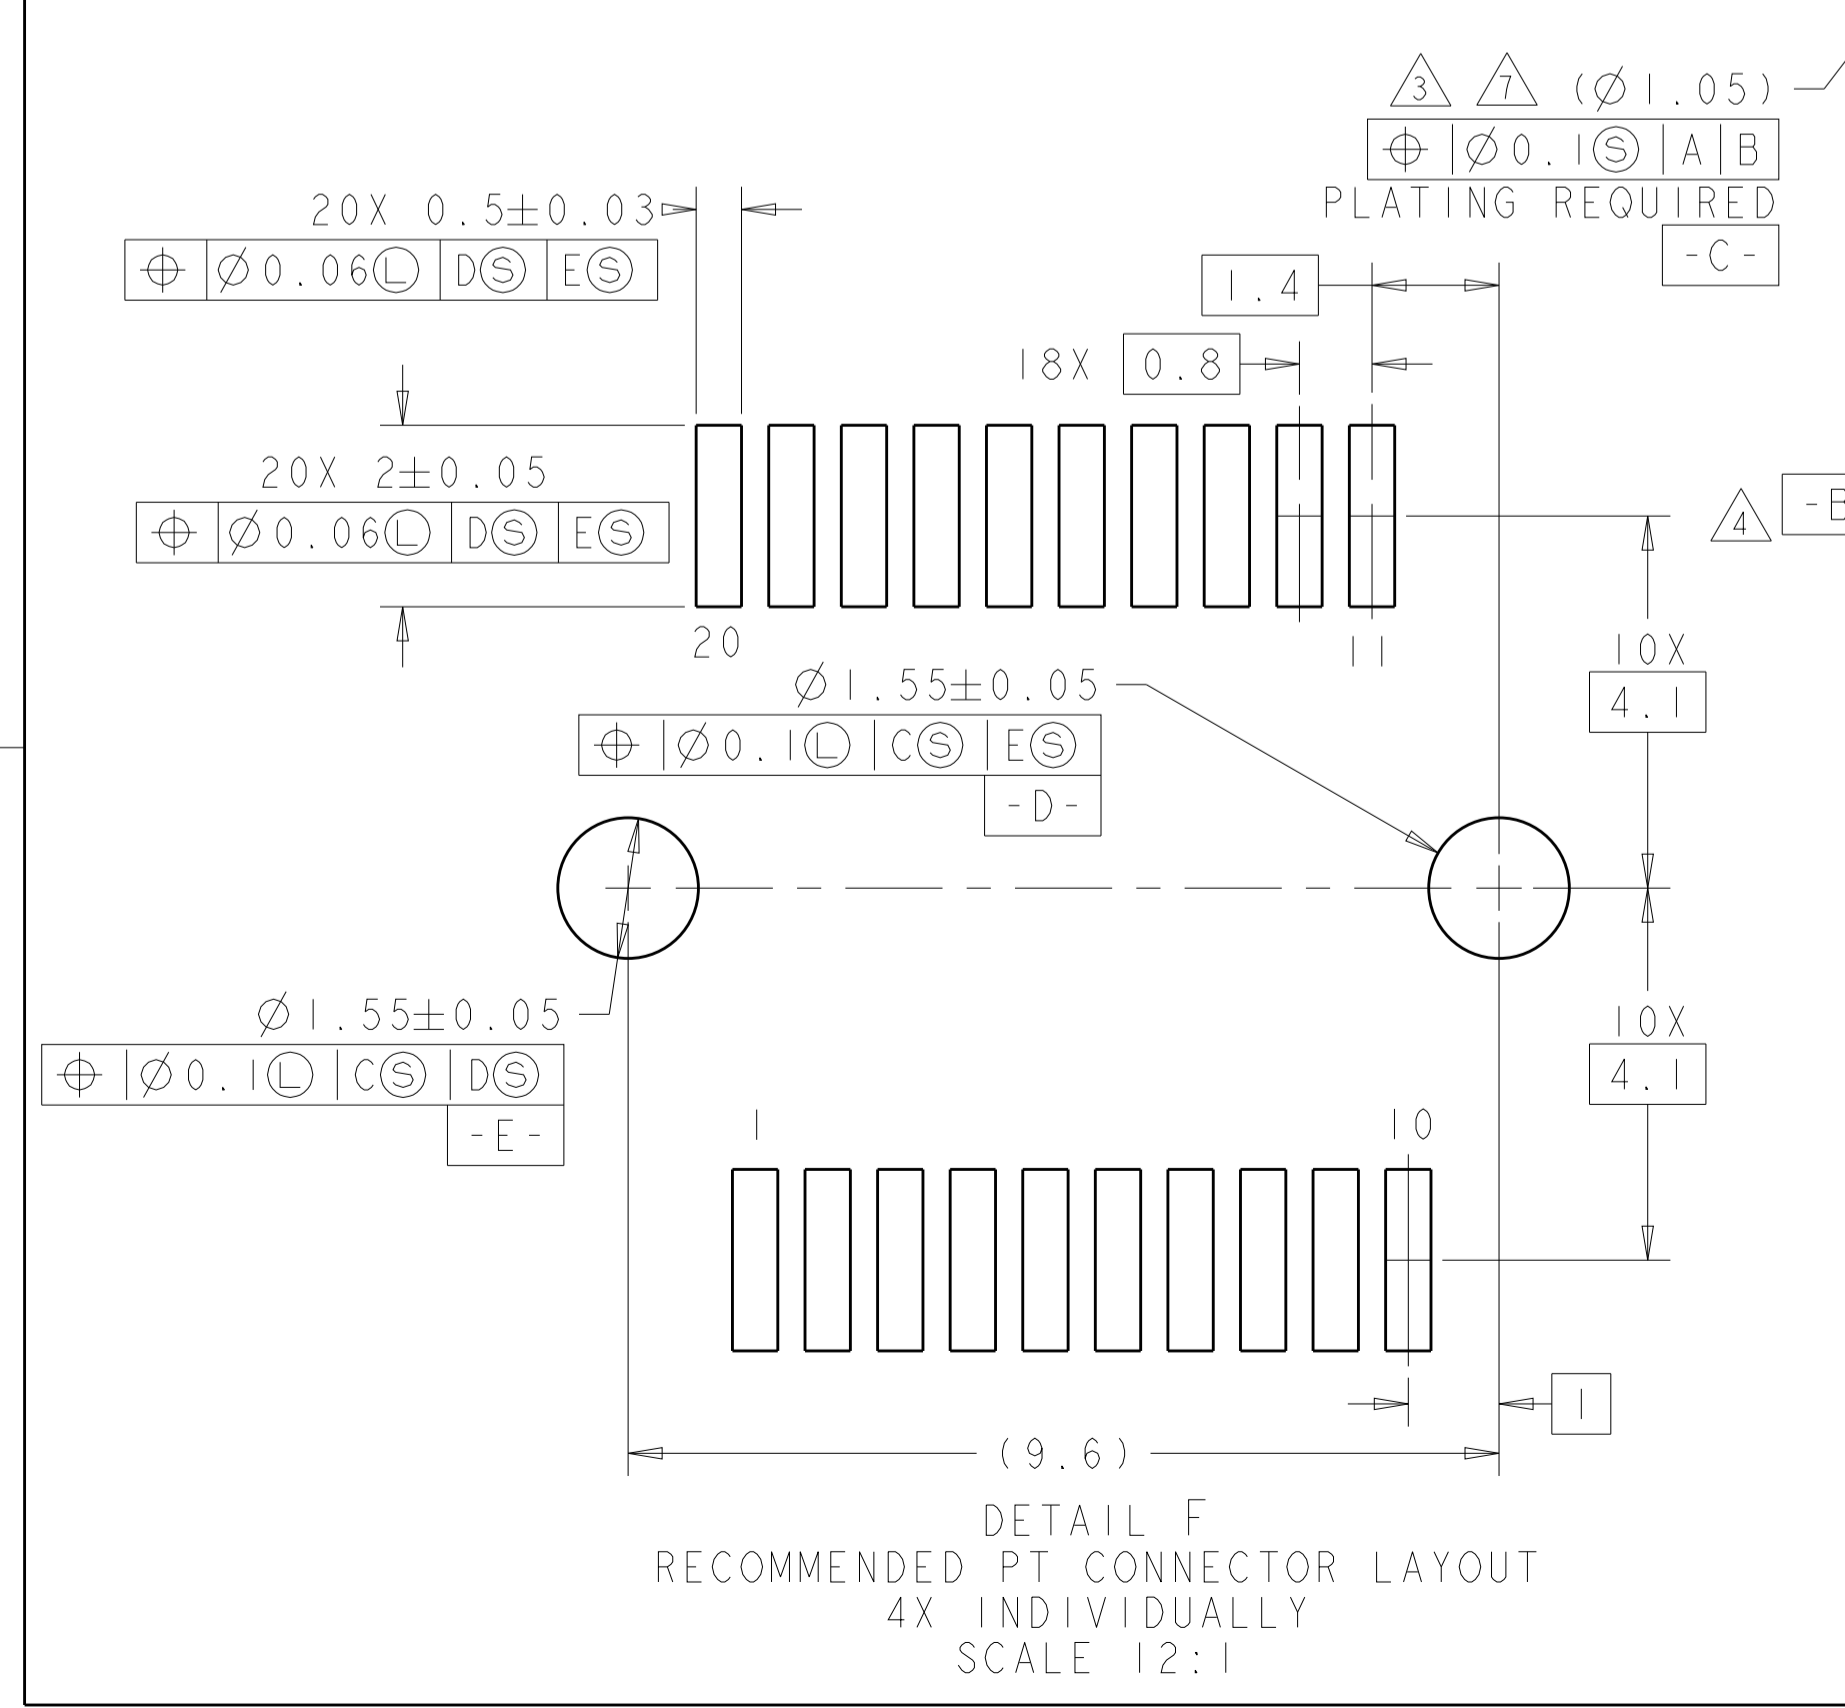 3 7 (Ø1.05)
⌖ Ø0.1Ⓢ A B
PLATING REQUIRED
-C-
20X 0.5±0.03
⌖ Ø0.06Ⓛ DⓈ EⓈ
1.4
18X 0.8
20X 2±0.05
⌖ Ø0.06Ⓛ DⓈ EⓈ
4 -B
20
11
10X
4.1
Ø1.55±0.05
⌖ Ø0.1Ⓛ CⓈ EⓈ
-D-
Ø1.55±0.05
⌖ Ø0.1Ⓛ CⓈ DⓈ
-E-
10X
4.1
1
10
1
(9.6)
DETAIL F
RECOMMENDED PT CONNECTOR LAYOUT
4X INDIVIDUALLY
SCALE 12:1